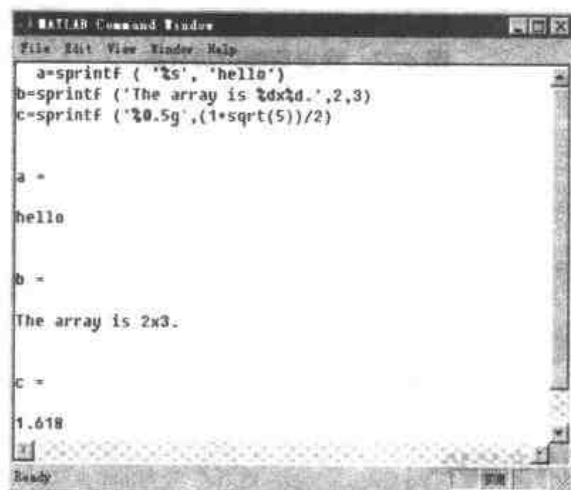 MATLAB Command Window
File Edit View Window Help
a=sprintf ( '%s', 'hello')
b=sprintf ('The array is %dx%d.',2,3)
c=sprintf ('%0.5g',(1+sqrt(5))/2)
a =
hello
b =
The array is 2x3.
c =
1.618
Ready